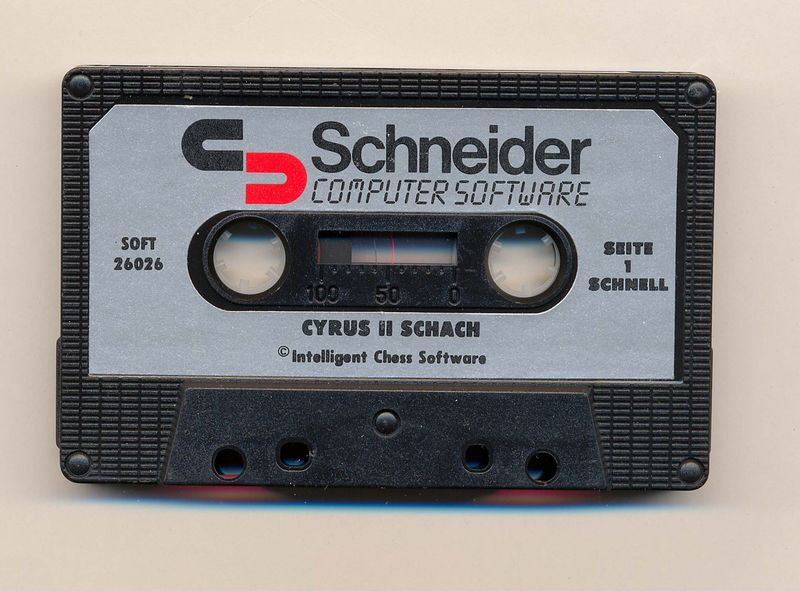 Schneider
COMPUTER SOFTWARE
SOFT
26026
SEITE
1
SCHNELL
100 50 0
CYRUS II SCHACH
© Intelligent Chess Software